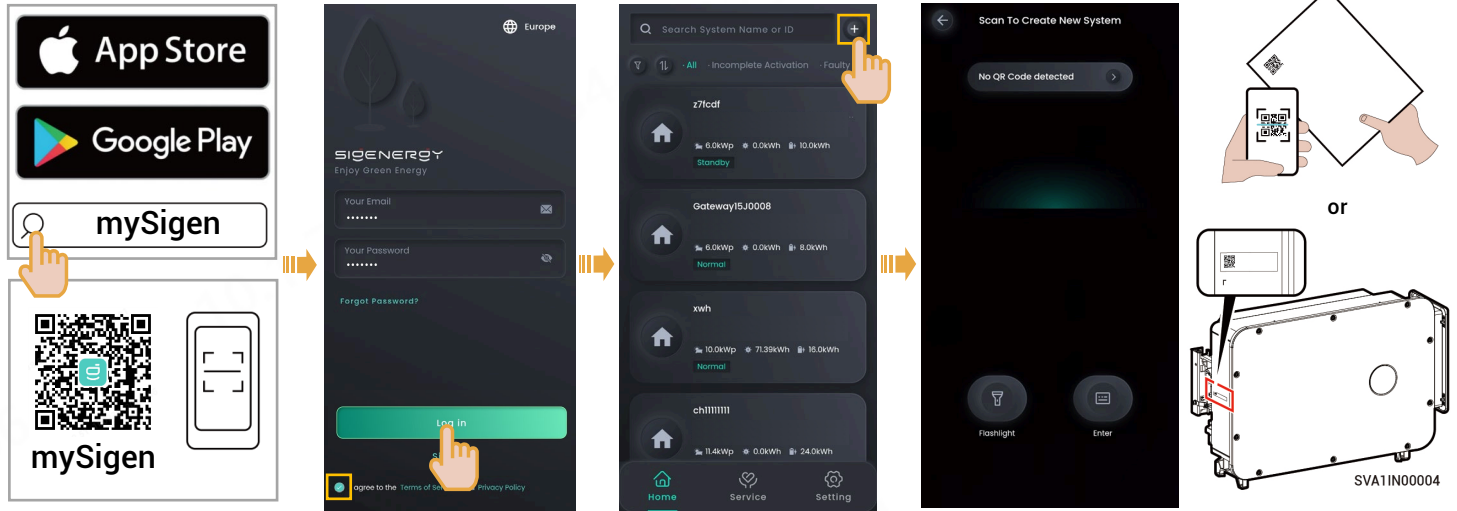 App Store
Google Play
mySigen
mySigen
Europe
SIGENERGY
Enjoy Green Energy
Your Email
Your Password
Forgot Password?
Log in
agree to the Terms of Privacy Policy
Search System Name or ID
All · Incomplete Activation · Faulty
z7fcdf
6.0kWp 0.0kWh 10.0kWh
Standby
Gateway15J0008
6.0kWp 0.0kWh 8.0kWh
Normal
xwh
10.0kWp 71.39kWh 16.0kWh
Normal
ch11111111
11.4kWp 0.0kWh 24.0kWh
Home Service Setting
Scan To Create New System
No QR Code detected
Flashlight Enter
or
SVA1IN00004